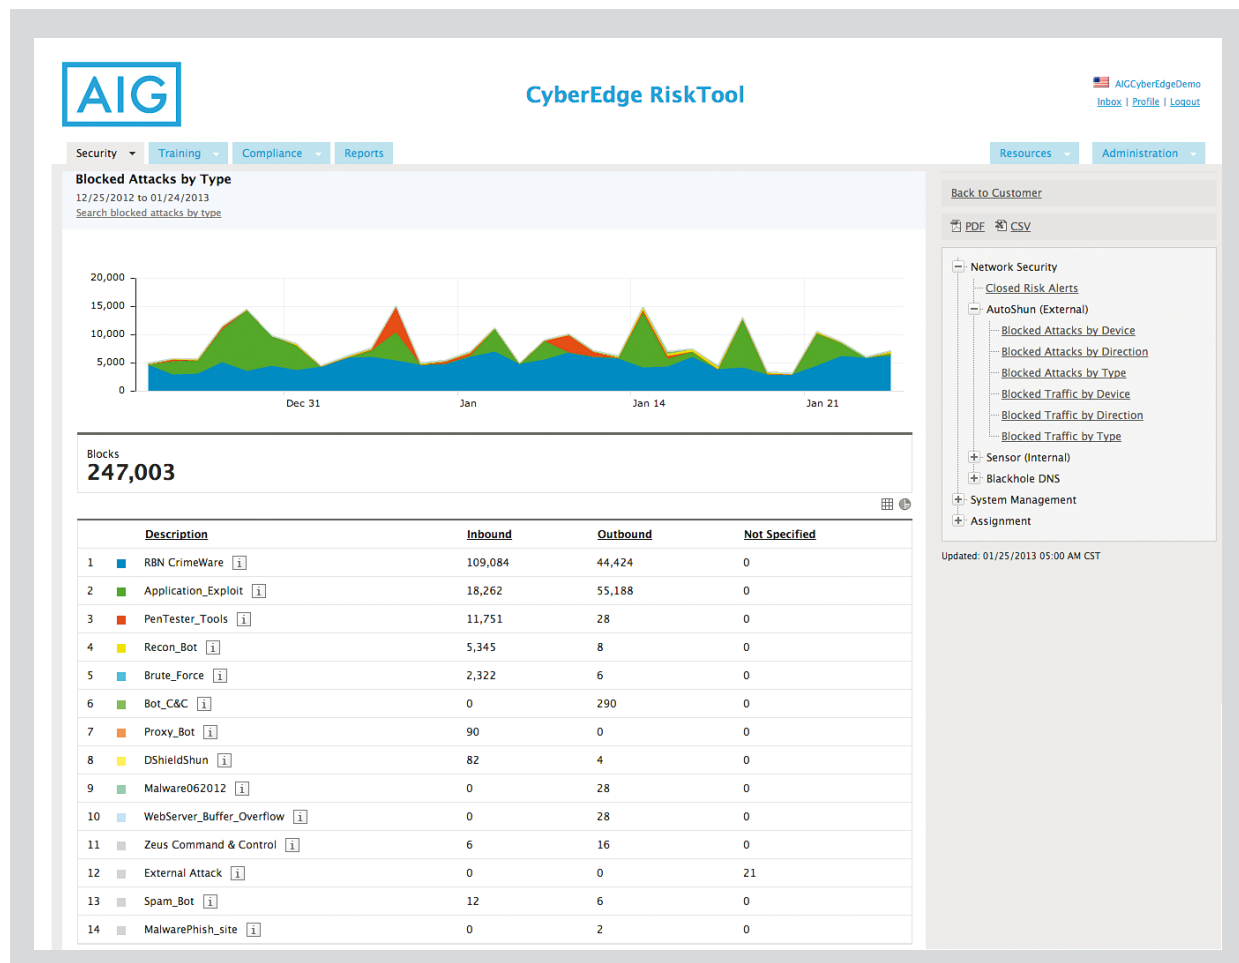 AIG
CyberEdge RiskTool
AIGCyberEdgeDemo
Inbox | Profile | Logout
Security Training Compliance Reports Resources Administration
Blocked Attacks by Type
12/25/2012 to 01/24/2013
Search blocked attacks by type
20,000
15,000
10,000
5,000
0
Dec 31 Jan Jan 14 Jan 21
Blocks
247,003
Description Inbound Outbound Not Specified
1 RBN CrimeWare i 109,084 44,424 0
2 Application_Exploit i 18,262 55,188 0
3 PenTester_Tools i 11,751 28 0
4 Recon_Bot i 5,345 8 0
5 Brute_Force i 2,322 6 0
6 Bot_C&C i 0 290 0
7 Proxy_Bot i 90 0 0
8 DShieldShun i 82 4 0
9 Malware062012 i 0 28 0
10 WebServer_Buffer_Overflow i 0 28 0
11 Zeus Command & Control i 6 16 0
12 External Attack i 0 0 21
13 Spam_Bot i 12 6 0
14 MalwarePhish_site i 0 2 0
Back to Customer
PDF CSV
Network Security
Closed Risk Alerts
AutoShun (External)
Blocked Attacks by Device
Blocked Attacks by Direction
Blocked Attacks by Type
Blocked Traffic by Device
Blocked Traffic by Direction
Blocked Traffic by Type
Sensor (Internal)
Blackhole DNS
System Management
Assignment
Updated: 01/25/2013 05:00 AM CST